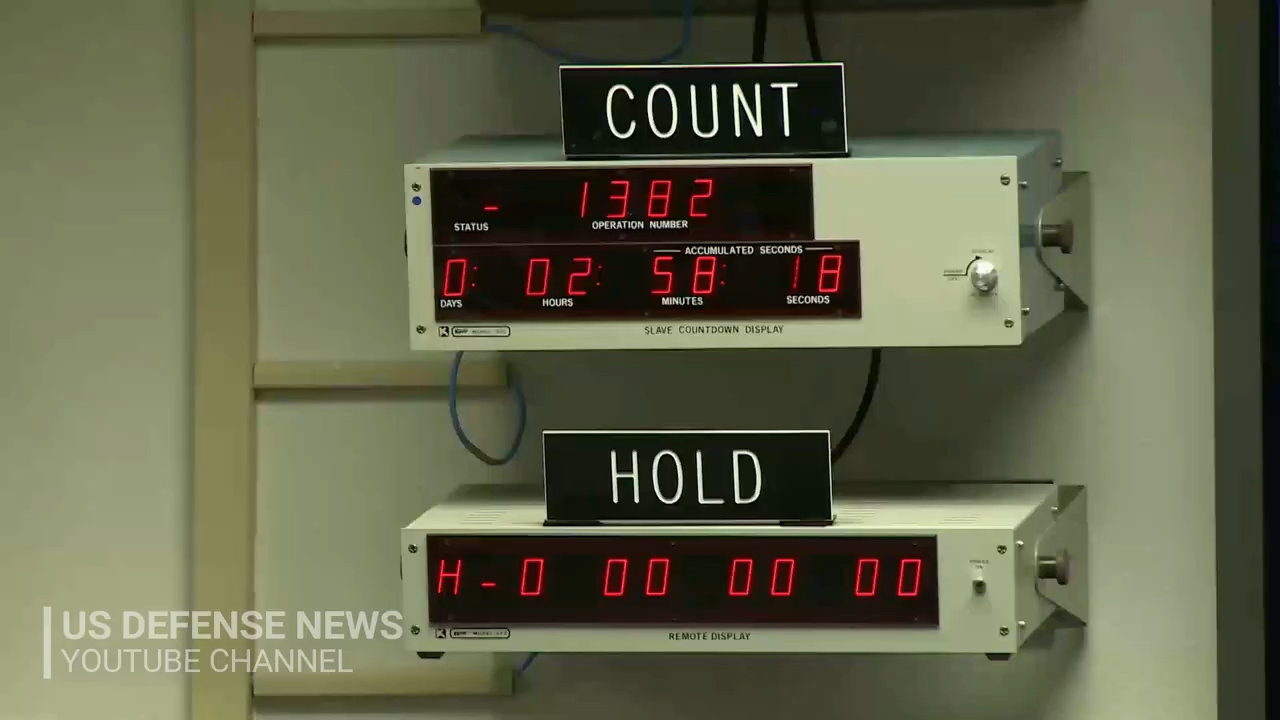 COUNT
- 1382
STATUS OPERATION NUMBER
ACCUMULATED SECONDS
0: 02: 58: 18
DAYS HOURS MINUTES SECONDS
SLAVE COUNTDOWN DISPLAY
HOLD
H - 0 00 00 00
REMOTE DISPLAY
US DEFENSE NEWS
YOUTUBE CHANNEL